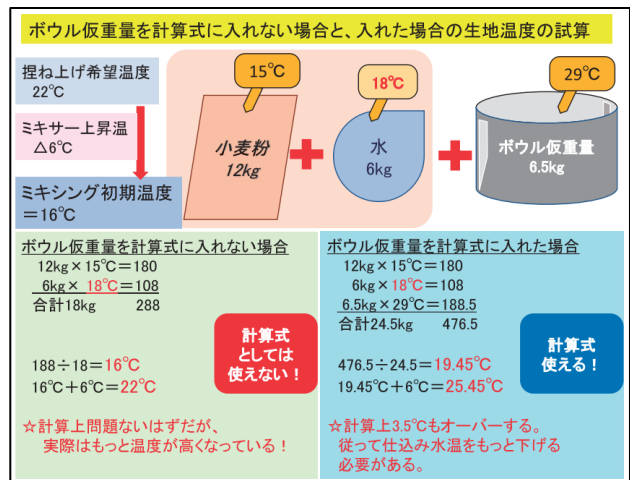 ボウル仮重量を計算式に入れない場合と、入れた場合の生地温度の試算
捏ね上げ希望温度
22℃
ミキサー上昇温
△6℃
ミキシング初期温度
＝16℃
15℃
小麦粉
12kg
18℃
水
6kg
29℃
ボウル仮重量
6.5kg
ボウル仮重量を計算式に入れない場合
12kg×15℃＝180
6kg× 18℃＝108
合計18kg 288
188÷18＝16℃
16℃＋6℃＝22℃
計算式
としては
使えない！
☆計算上問題ないはずだが、
実際はもっと温度が高くなっている！
ボウル仮重量を計算式に入れた場合
12kg×15℃＝180
6kg×18℃＝108
6.5kg×29℃＝188.5
合計24.5kg 476.5
476.5÷24.5＝19.45℃
19.45℃＋6℃＝25.45℃
計算式
使える！
☆計算上3.5℃もオーバーする。
従って仕込み水温をもっと下げる
必要がある。